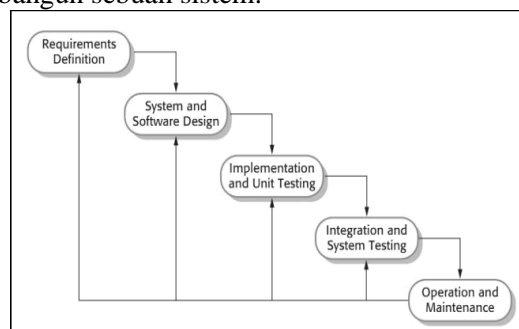 sebuah sistem.
Requirements
Definition
System and
Software Design
Implementation
and Unit Testing
Integration and
System Testing
Operation and
Maintenance